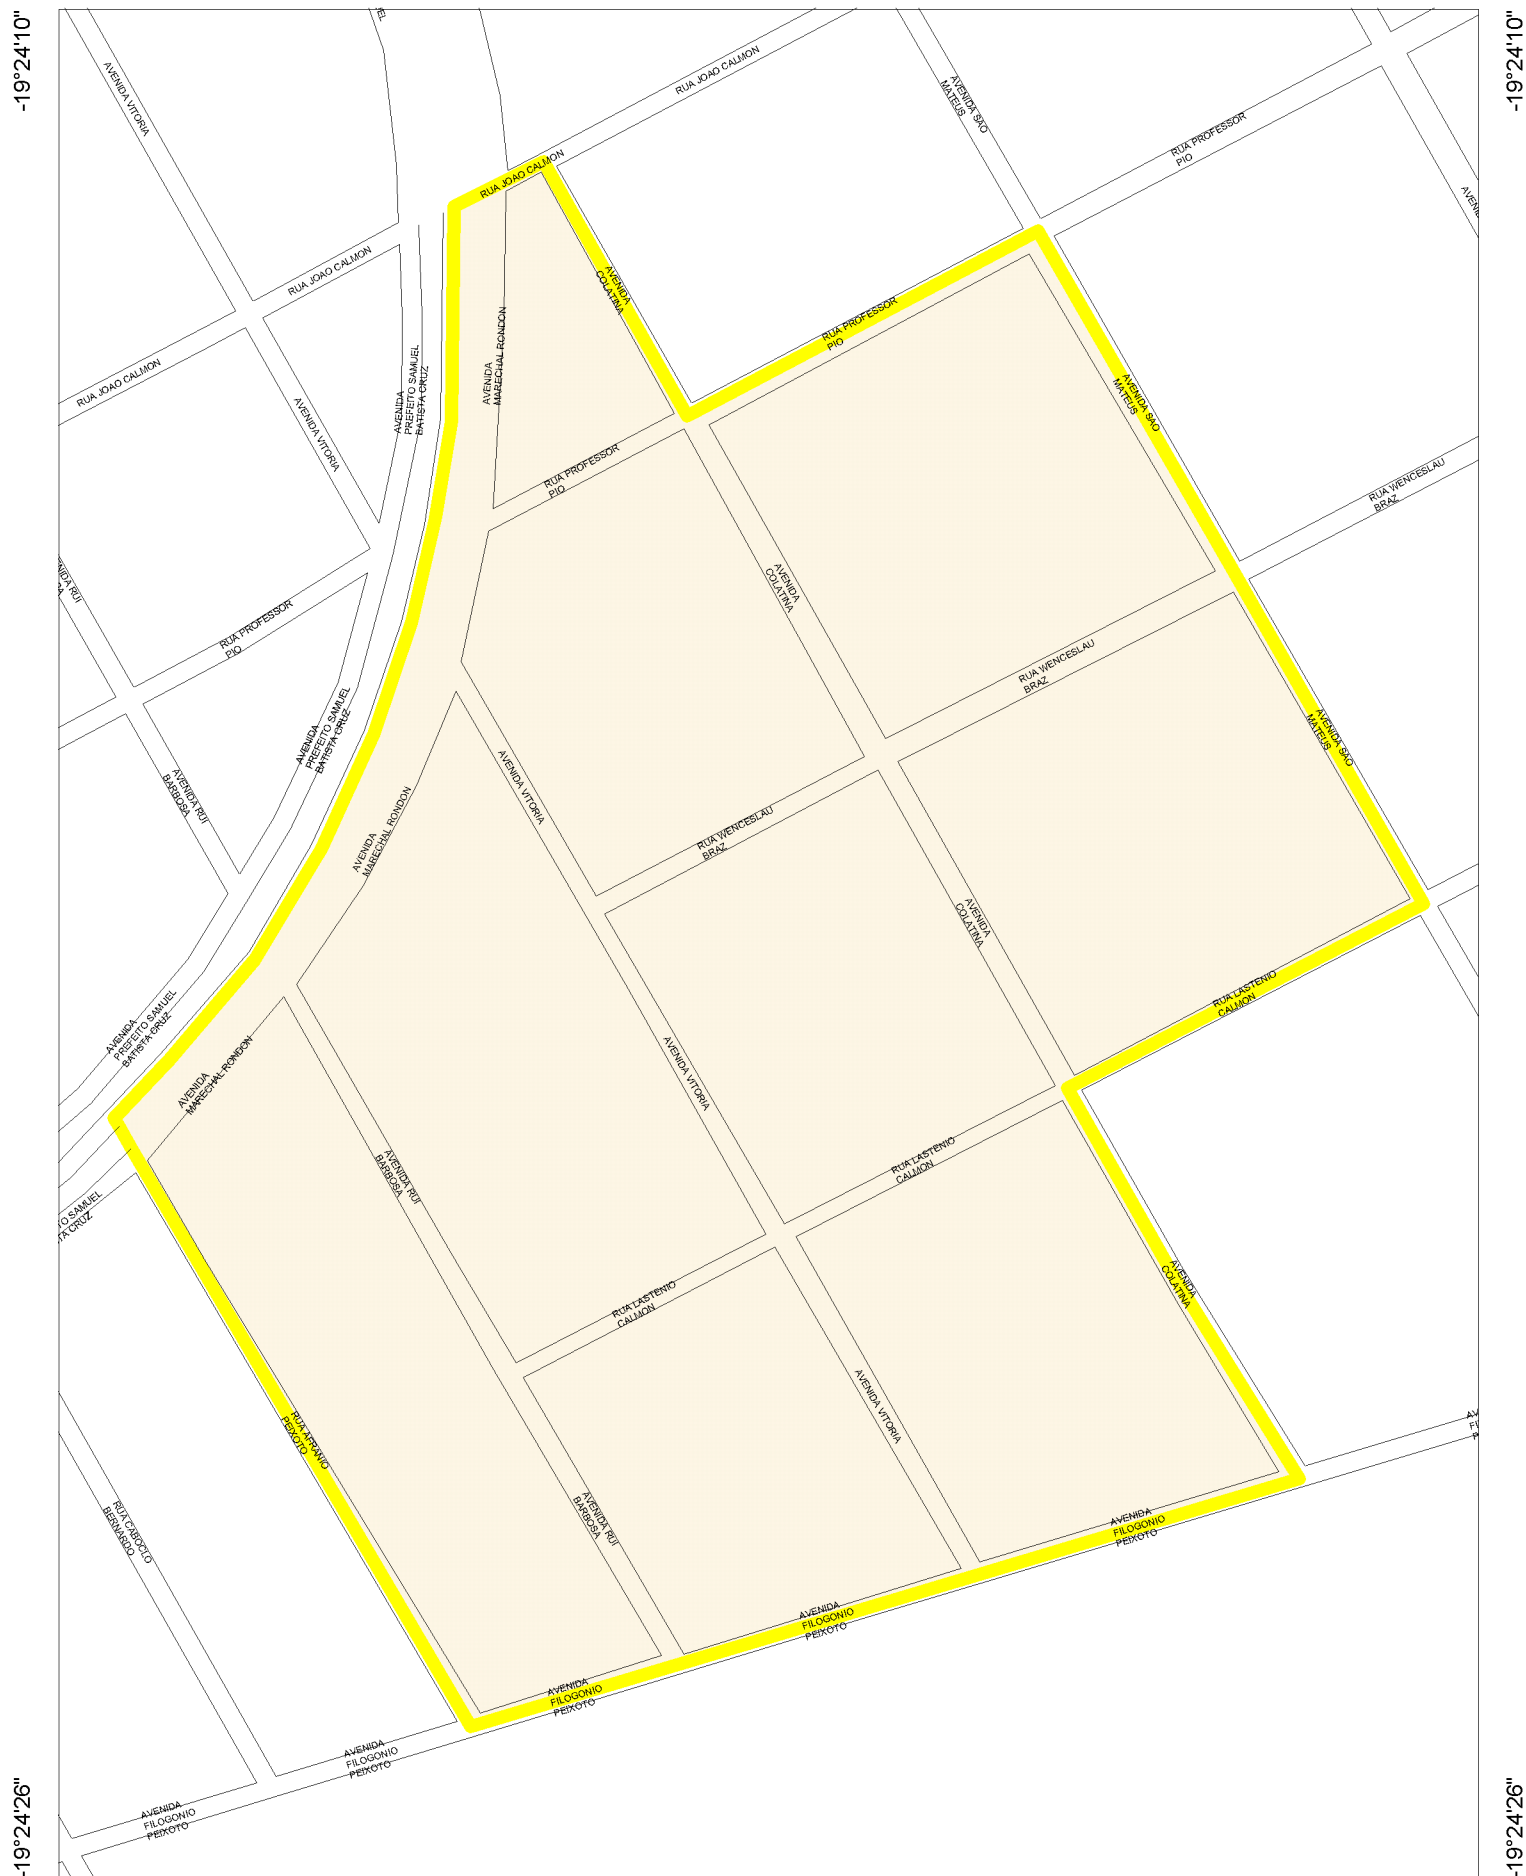 -19°24'10"
-19°24'10"
AVENIDA VITORIA
RUA JOAO CALMON
AVENIDA SAO
MATEUS
RUA PROFESSOR
PIO
RUA JOAO CALMON
RUA JOAO CALMON
AVENIDA
COLATINA
RUA PROFESSOR
PIO
RUA JOAO CALMON
AVENIDA
PREFEITO SAMUEL
BATISTA CRUZ
AVENIDA
MARECHAL RONDON
AVENIDA SAO
MATEUS
AVENIDA VITORIA
RUA PROFESSOR
PIO
RUA WENCESLAU
BRAZ
AVENIDA
COLATINA
RUA PROFESSOR
PIO
RUA WENCESLAU
BRAZ
AVENIDA
PREFEITO SAMUEL
BATISTA CRUZ
AVENIDA SAO
MATEUS
AVENIDA RUI
BARBOSA
AVENIDA VITORIA
AVENIDA
MARECHAL RONDON
RUA WENCESLAU
BRAZ
AVENIDA
COLATINA
RUA LASTENIO
CALMON
AVENIDA
PREFEITO SAMUEL
BATISTA CRUZ
AVENIDA
MARECHAL RONDON
AVENIDA VITORIA
RUA LASTENIO
CALMON
AVENIDA RUI
BARBOSA
TO SAMUEL
TA CRUZ
AVENIDA
COLATINA
RUA LASTENIO
CALMON
RUA AFRANIO
PEIXOTO
AVENIDA VITORIA
RUA CABOCLO
BERNARDO
AVENIDA RUI
BARBOSA
AVENIDA
FILOGONIO
PEIXOTO
AVENIDA
FILOGONIO
PEIXOTO
AVENIDA
FILOGONIO
PEIXOTO
AVENIDA
FILOGONIO
PEIXOTO
AVENIDA
FILOGONIO
PEIXOTO
-19°24'26"
-19°24'26"